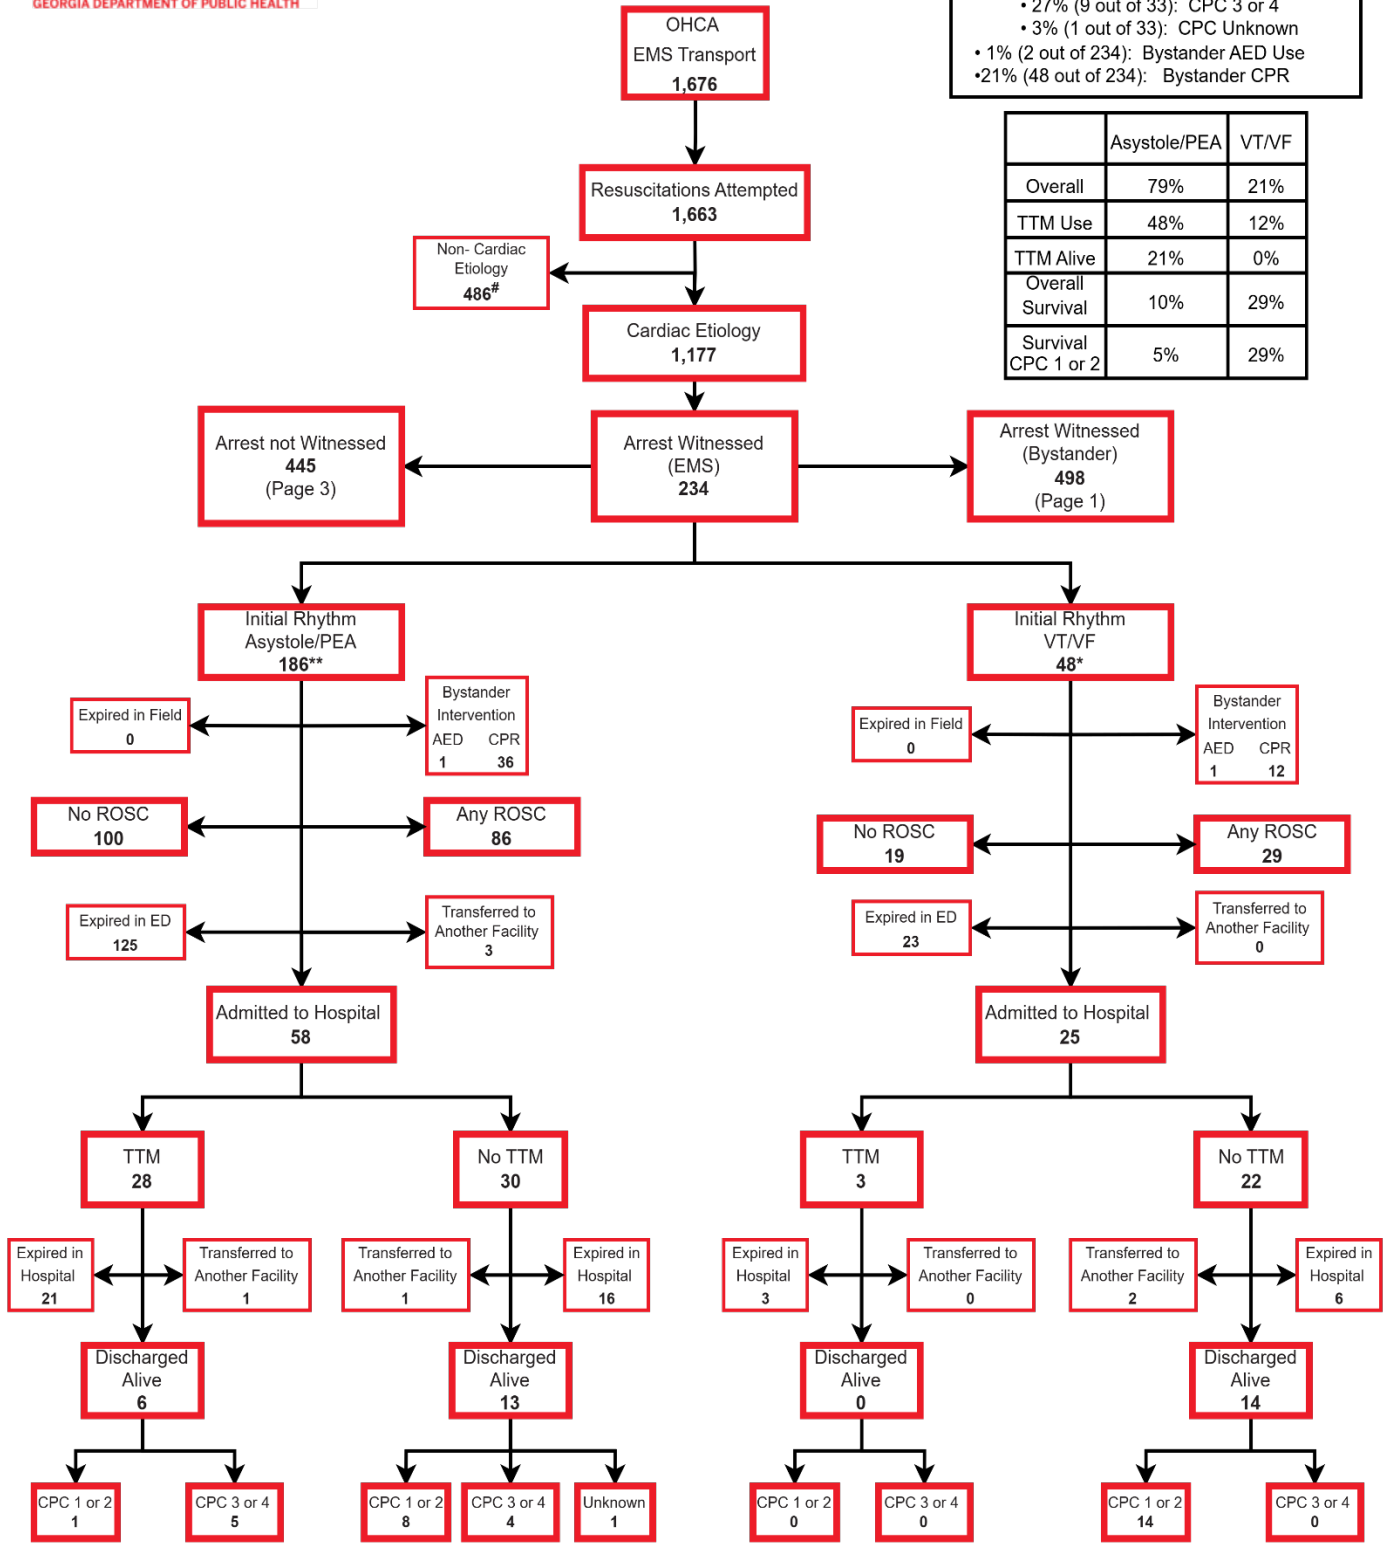 GEORGIA DEPARTMENT OF PUBLIC HEALTH
• 27% (9 out of 33): CPC 3 or 4
• 3% (1 out of 33): CPC Unknown
• 1% (2 out of 234): Bystander AED Use
•21% (48 out of 234): Bystander CPR
OHCA
EMS Transport
1,676
Asystole/PEA VT/VF
Overall 79% 21%
TTM Use 48% 12%
TTM Alive 21% 0%
Overall
Survival 10% 29%
Survival
CPC 1 or 2 5% 29%
Resuscitations Attempted
1,663
Non- Cardiac
Etiology
486#
Cardiac Etiology
1,177
Arrest not Witnessed
445
(Page 3)
Arrest Witnessed
(EMS)
234
Arrest Witnessed
(Bystander)
498
(Page 1)
Initial Rhythm
Asystole/PEA
186**
Expired in Field
0
Bystander
Intervention
AED CPR
1 36
No ROSC
100
Any ROSC
86
Expired in ED
125
Transferred to
Another Facility
3
Admitted to Hospital
58
Initial Rhythm
VT/VF
48*
Expired in Field
0
Bystander
Intervention
AED CPR
1 12
No ROSC
19
Any ROSC
29
Expired in ED
23
Transferred to
Another Facility
0
Admitted to Hospital
25
TTM
28
Expired in
Hospital
21
Transferred to
Another Facility
1
Discharged
Alive
6
CPC 1 or 2
1
CPC 3 or 4
5
No TTM
30
Transferred to
Another Facility
1
Expired in
Hospital
16
Discharged
Alive
13
CPC 1 or 2
8
CPC 3 or 4
4
Unknown
1
TTM
3
Expired in
Hospital
3
Transferred to
Another Facility
0
Discharged
Alive
0
CPC 1 or 2
0
CPC 3 or 4
0
No TTM
22
Transferred to
Another Facility
2
Expired in
Hospital
6
Discharged
Alive
14
CPC 1 or 2
14
CPC 3 or 4
0